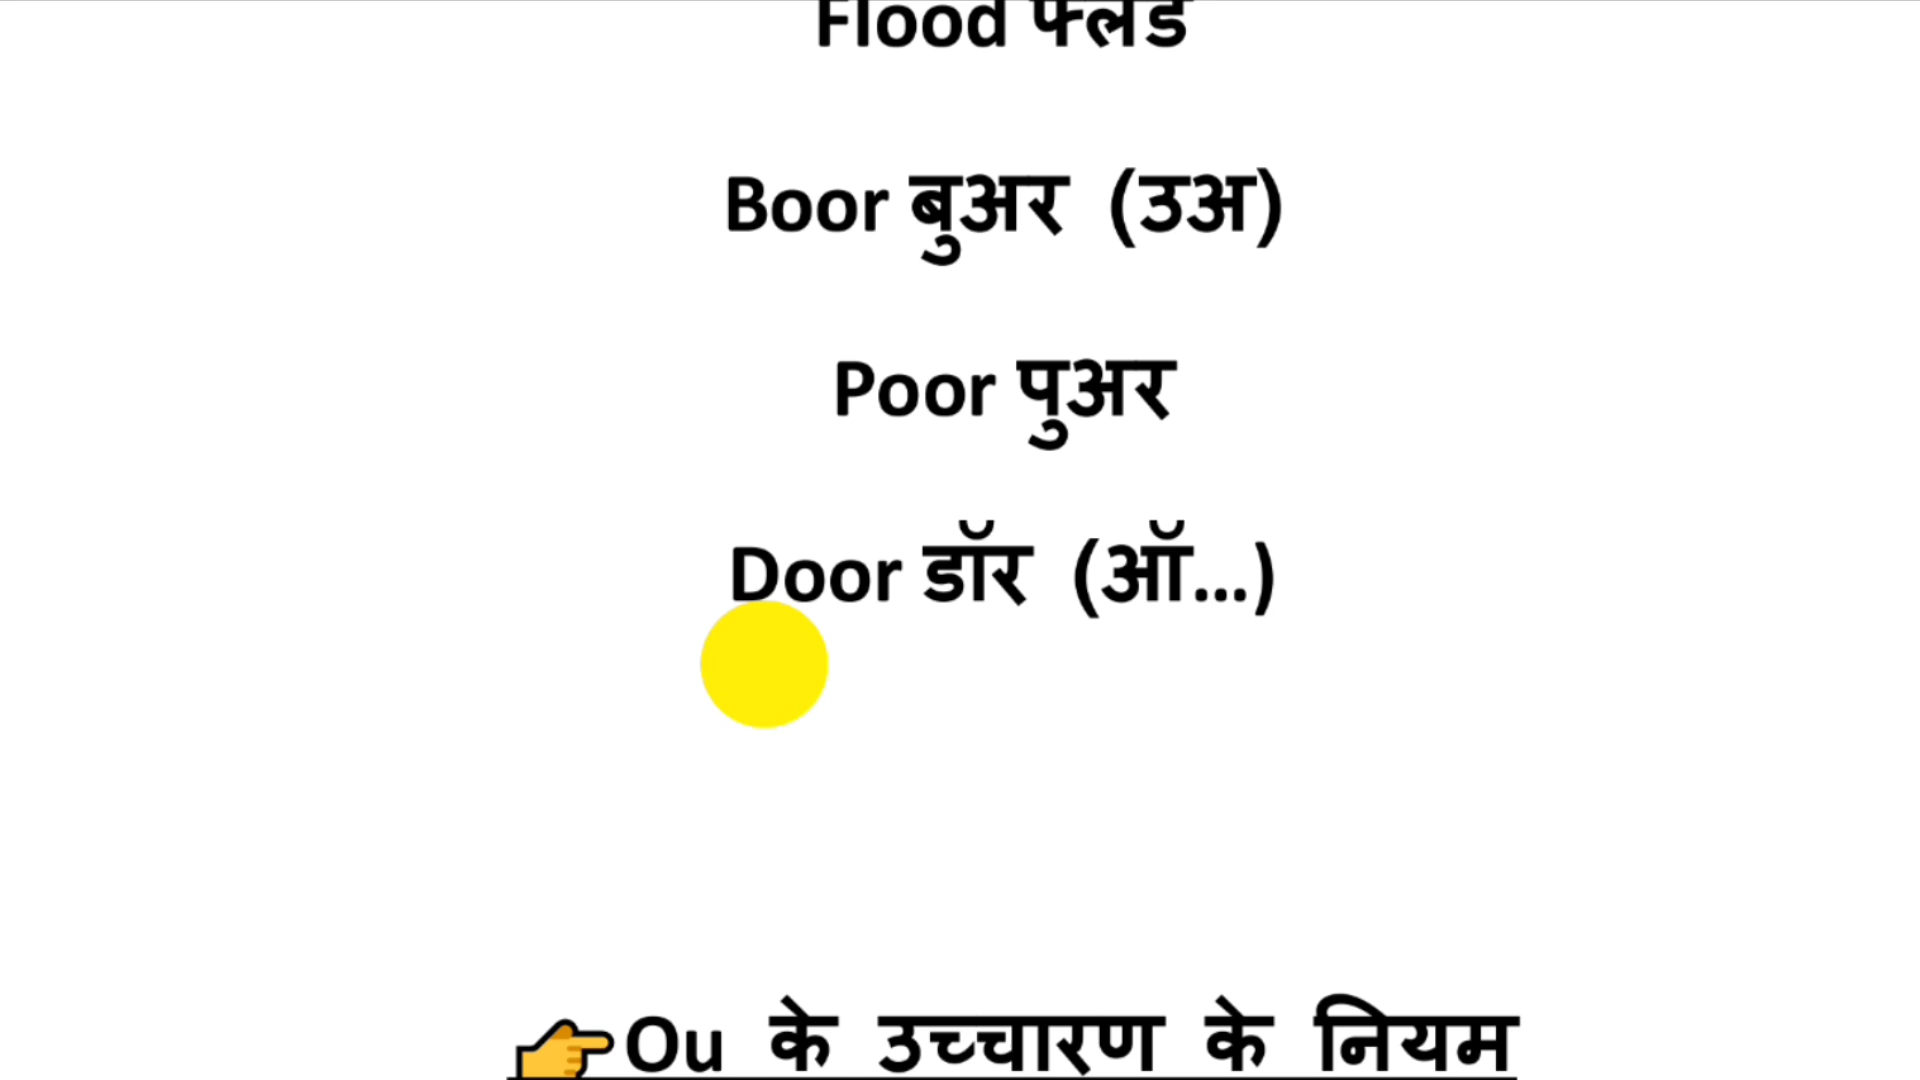 Flood फ्लड
Boor बुअर (उअ)
Poor पुअर
Door डॉर (ऑ...)
👉Ou के उच्चारण के नियम